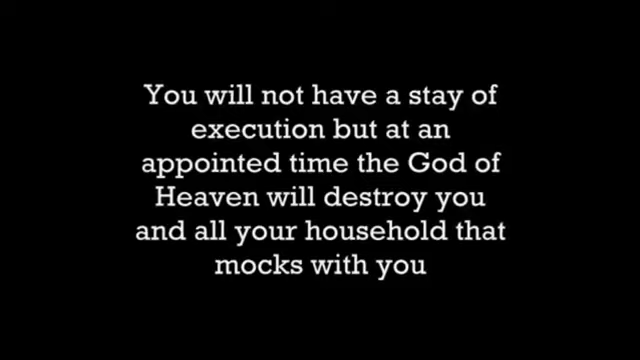 You will not have a stay of
execution but at an
appointed time the God of
Heaven will destroy you
and all your household that
mocks with you